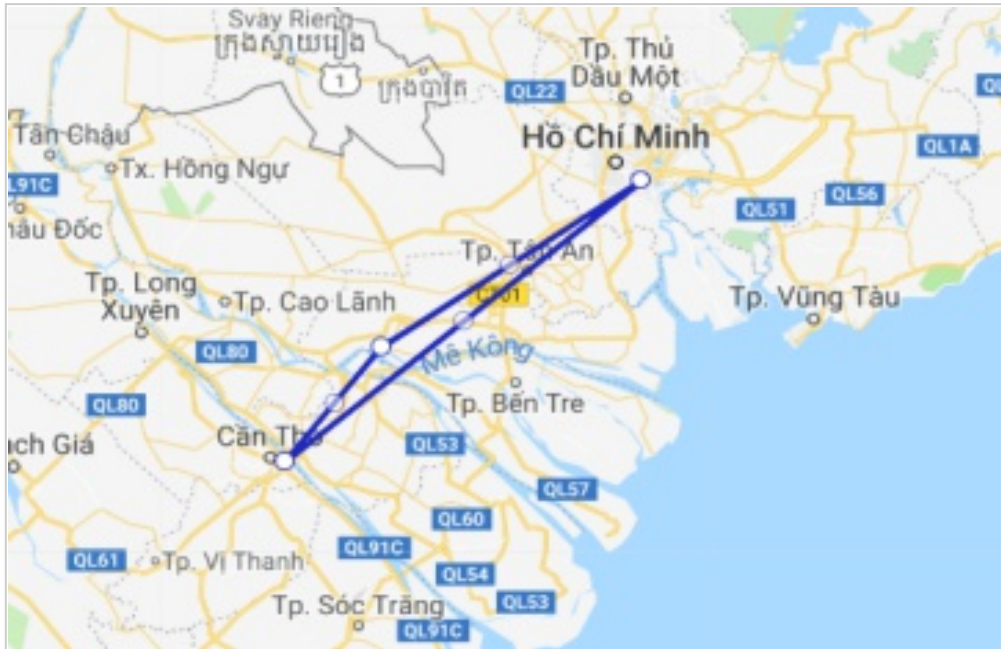 Svay Rieng
ក្រុងស្វាយរៀង
1
ក្រុងបាវិត
Tp. Thủ
Dầu Một
QL22
Hồ Chí Minh
Tân Châu
Tx. Hồng Ngự
QL1A
QL56
QL51
Tp. Tân An
CT01
Tp. Long
Xuyên
Tp. Cao Lãnh
Tp. Vũng Tàu
QL80
Mê Kông
QL80
Tp. Bến Tre
Cần Thơ
QL53
QL57
QL60
QL61
Tp. Vị Thanh
QL91C
QL54
QL53
Tp. Sóc Trăng
QL91C